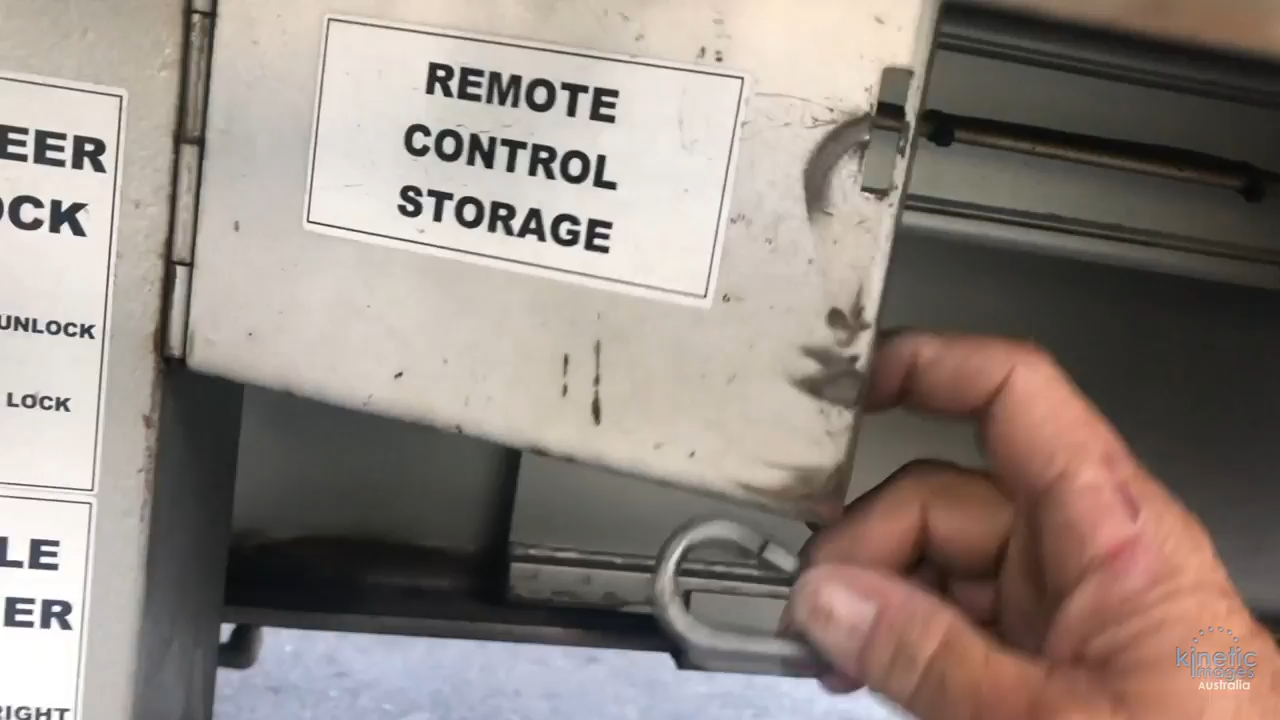 EER
OCK
UNLOCK
LOCK
LE
ER
RIGHT
REMOTE
CONTROL
STORAGE
kinetic
images
Australia